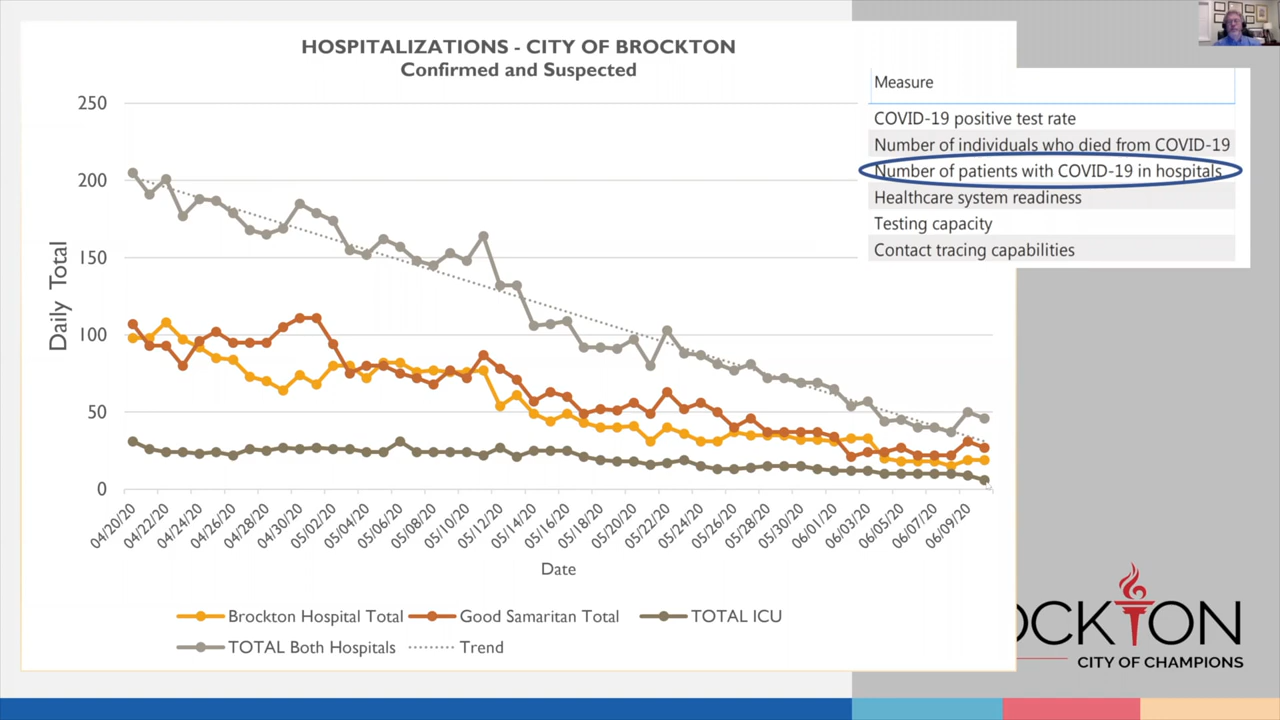 HOSPITALIZATIONS - CITY OF BROCKTON
Confirmed and Suspected
Daily Total
250
200
150
100
50
0
04/20/20
04/22/20
04/24/20
04/26/20
04/28/20
04/30/20
05/02/20
05/04/20
05/06/20
05/08/20
05/10/20
05/12/20
05/14/20
05/16/20
05/18/20
05/20/20
05/22/20
05/24/20
05/26/20
05/28/20
05/30/20
06/01/20
06/03/20
06/05/20
06/07/20
06/09/20
Date
Brockton Hospital Total
Good Samaritan Total
TOTAL ICU
TOTAL Both Hospitals
Trend
Measure
COVID-19 positive test rate
Number of individuals who died from COVID-19
Number of patients with COVID-19 in hospitals
Healthcare system readiness
Testing capacity
Contact tracing capabilities
OCKTON
CITY OF CHAMPIONS